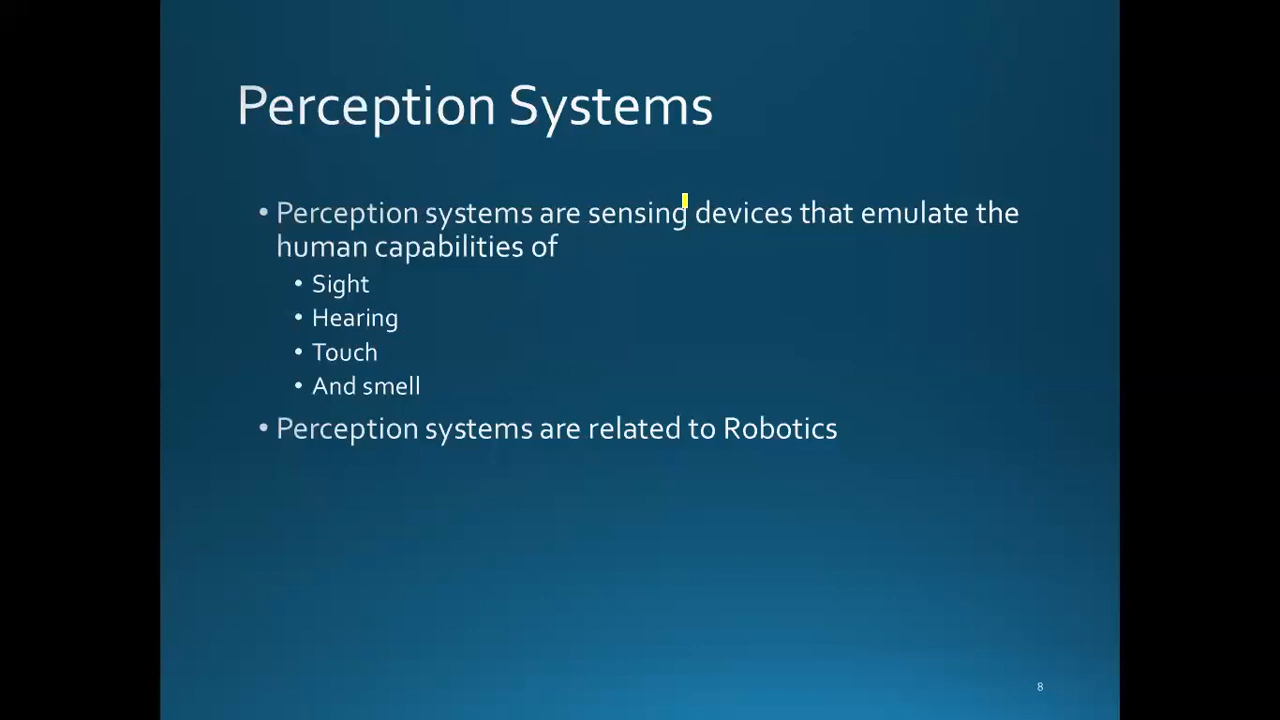 Perception Systems
• Perception systems are sensing devices that emulate the
human capabilities of
• Sight
• Hearing
• Touch
• And smell
• Perception systems are related to Robotics
8